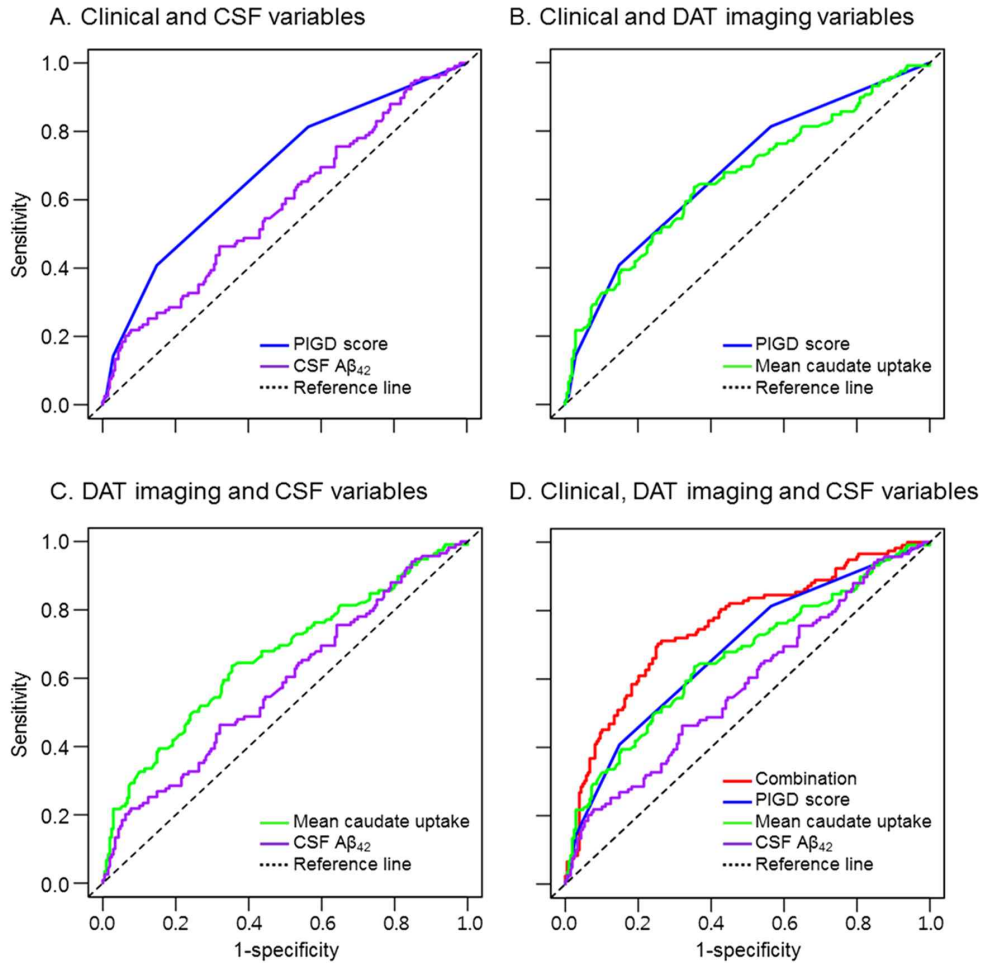 A. Clinical and CSF variables
B. Clinical and DAT imaging variables
1.0
0.8
0.6
0.4
0.2
0.0
Sensitivity
PIGD score
CSF Aβ₄₂
Reference line
PIGD score
Mean caudate uptake
Reference line
C. DAT imaging and CSF variables
D. Clinical, DAT imaging and CSF variables
1.0
0.8
0.6
0.4
0.2
0.0
Sensitivity
Mean caudate uptake
CSF Aβ₄₂
Reference line
Combination
PIGD score
Mean caudate uptake
CSF Aβ₄₂
Reference line
0.0 0.2 0.4 0.6 0.8 1.0
0.0 0.2 0.4 0.6 0.8 1.0
1-specificity
1-specificity